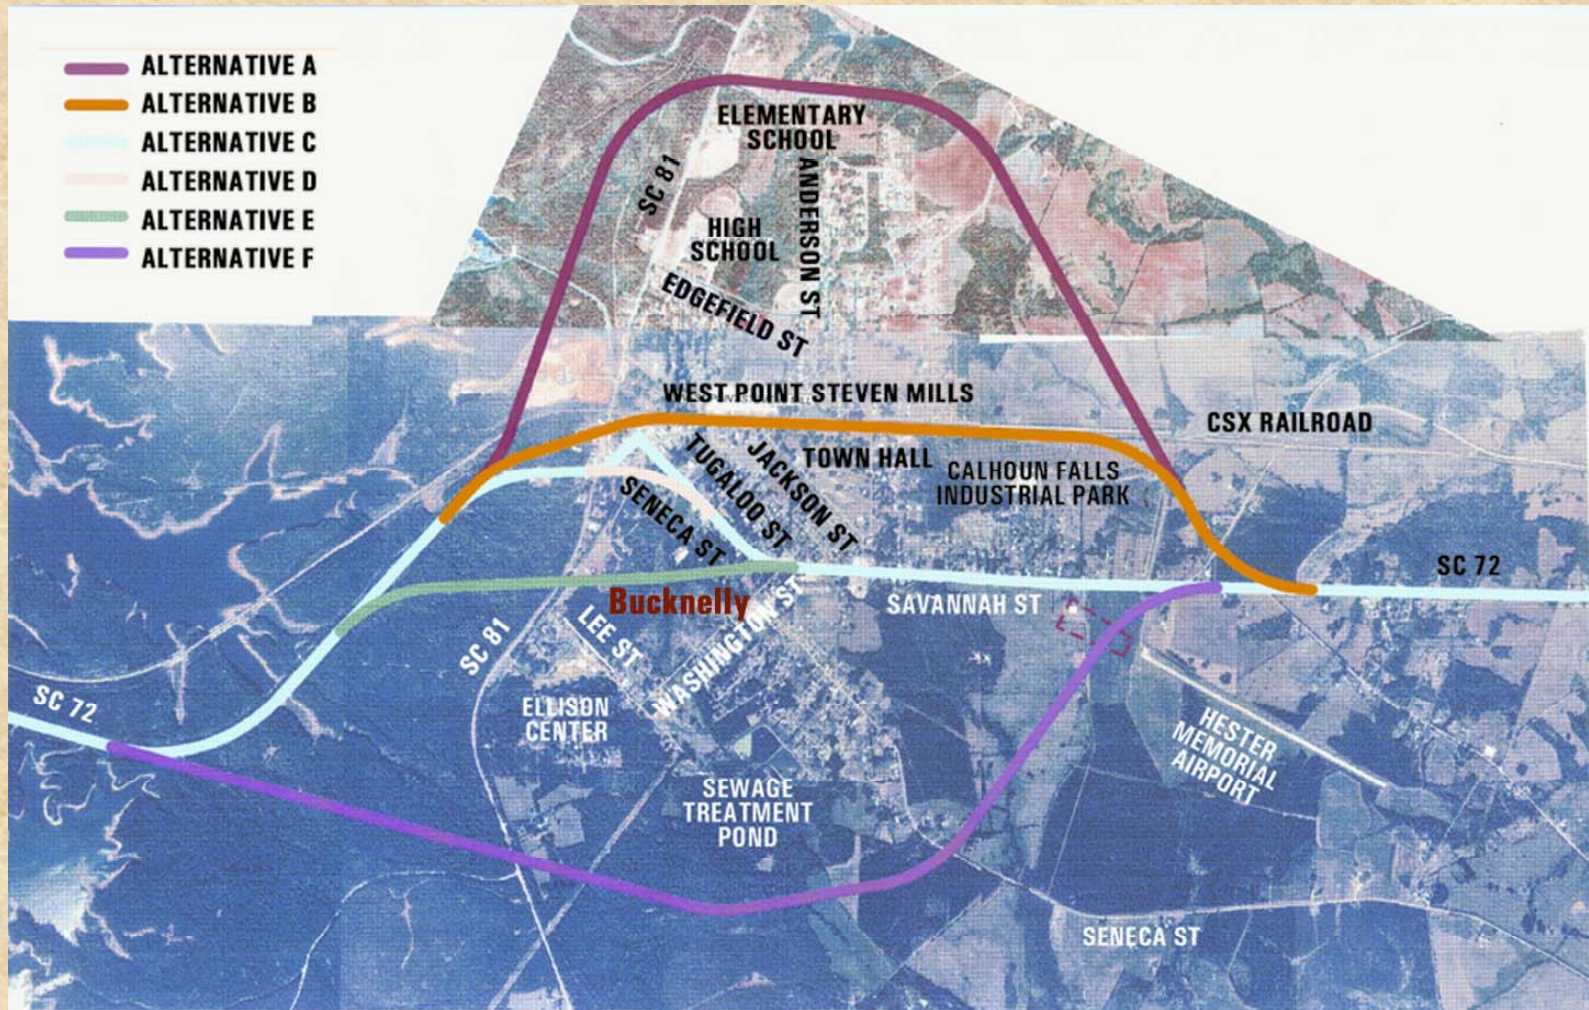 ALTERNATIVE A
ALTERNATIVE B
ALTERNATIVE C
ALTERNATIVE D
ALTERNATIVE E
ALTERNATIVE F
ELEMENTARY
SCHOOL
SC 81
ANDERSON ST
HIGH
SCHOOL
EDGEFIELD ST
WEST POINT STEVEN MILLS
CSX RAILROAD
TUGALOO ST
JACKSON ST
TOWN HALL
CALHOUN FALLS
INDUSTRIAL PARK
SENECA ST
SC 72
Bucknelly
SAVANNAH ST
LEE ST
WASHINGTON ST
SC 81
SC 72
ELLISON
CENTER
HESTER
MEMORIAL
AIRPORT
SEWAGE
TREATMENT
POND
SENECA ST